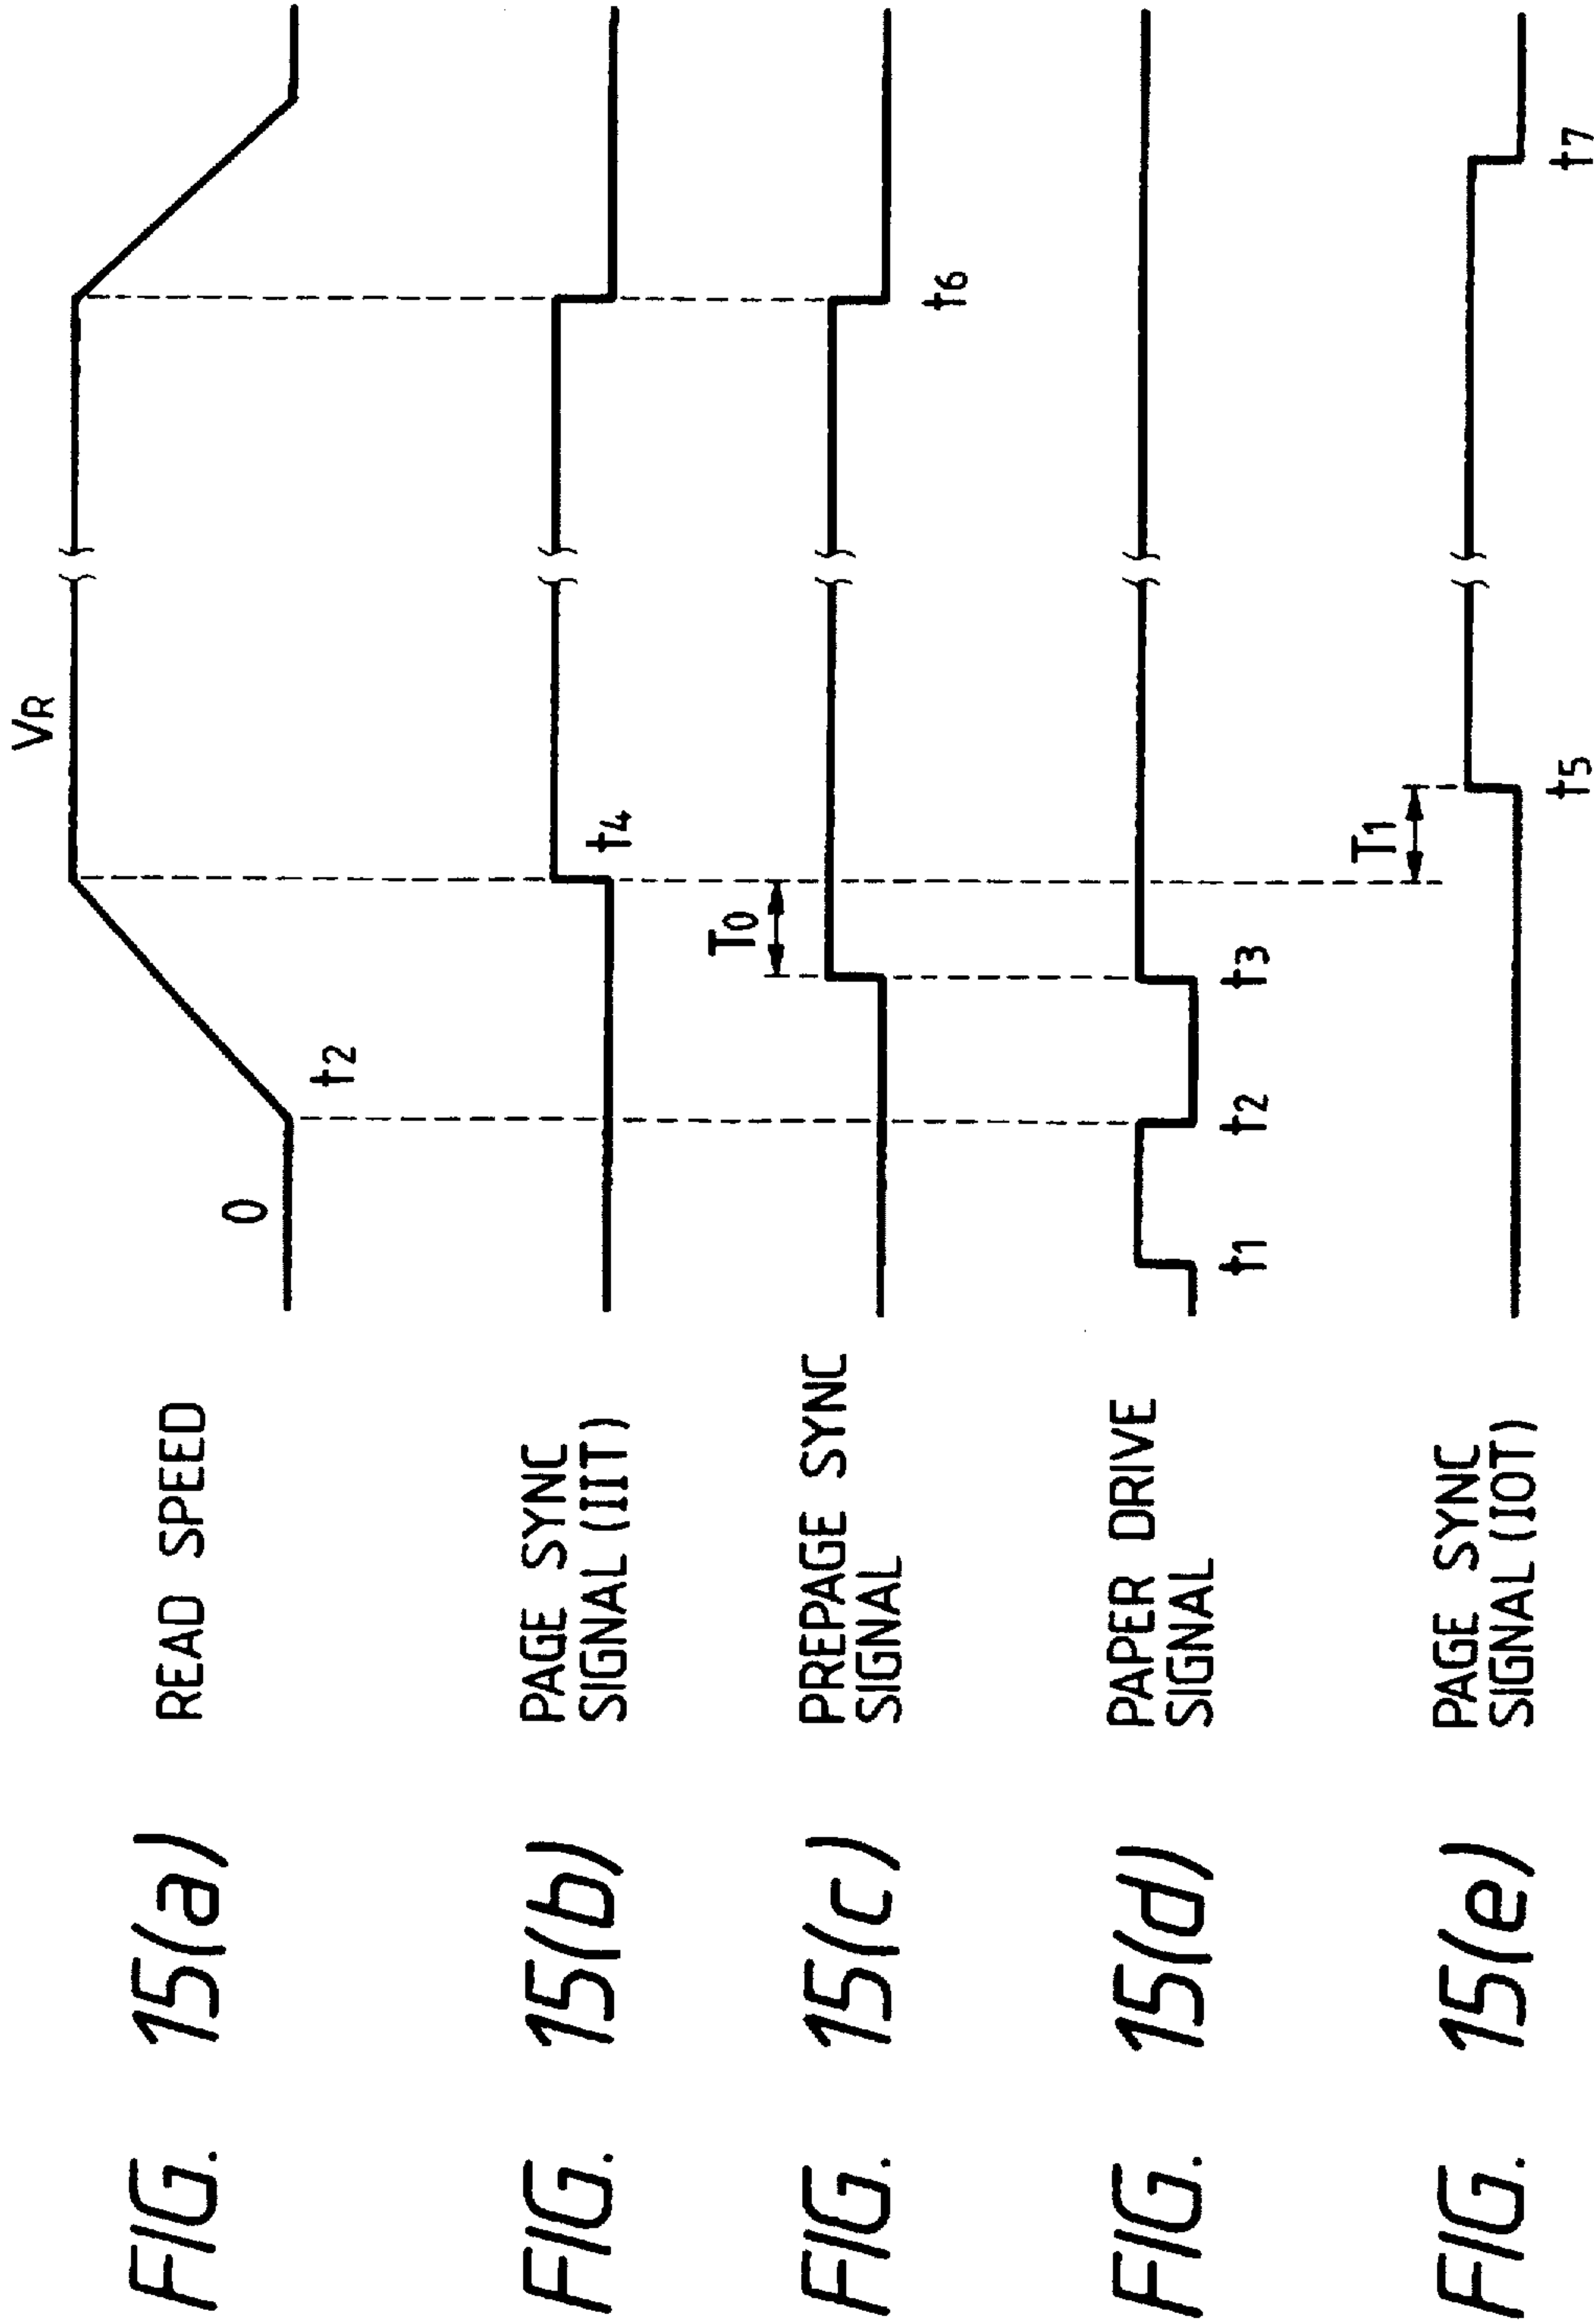 FIG. 15(a)
READ SPEED
0
t2
VR
FIG. 15(b)
PAGE SYNC
SIGNAL (IIT)
t4
FIG. 15(c)
PREPAGE SYNC
SIGNAL
T0
t6
FIG. 15(d)
PAPER DRIVE
SIGNAL
t1
t2
t3
FIG. 15(e)
PAGE SYNC
SIGNAL (IOT)
T1
t5
t7